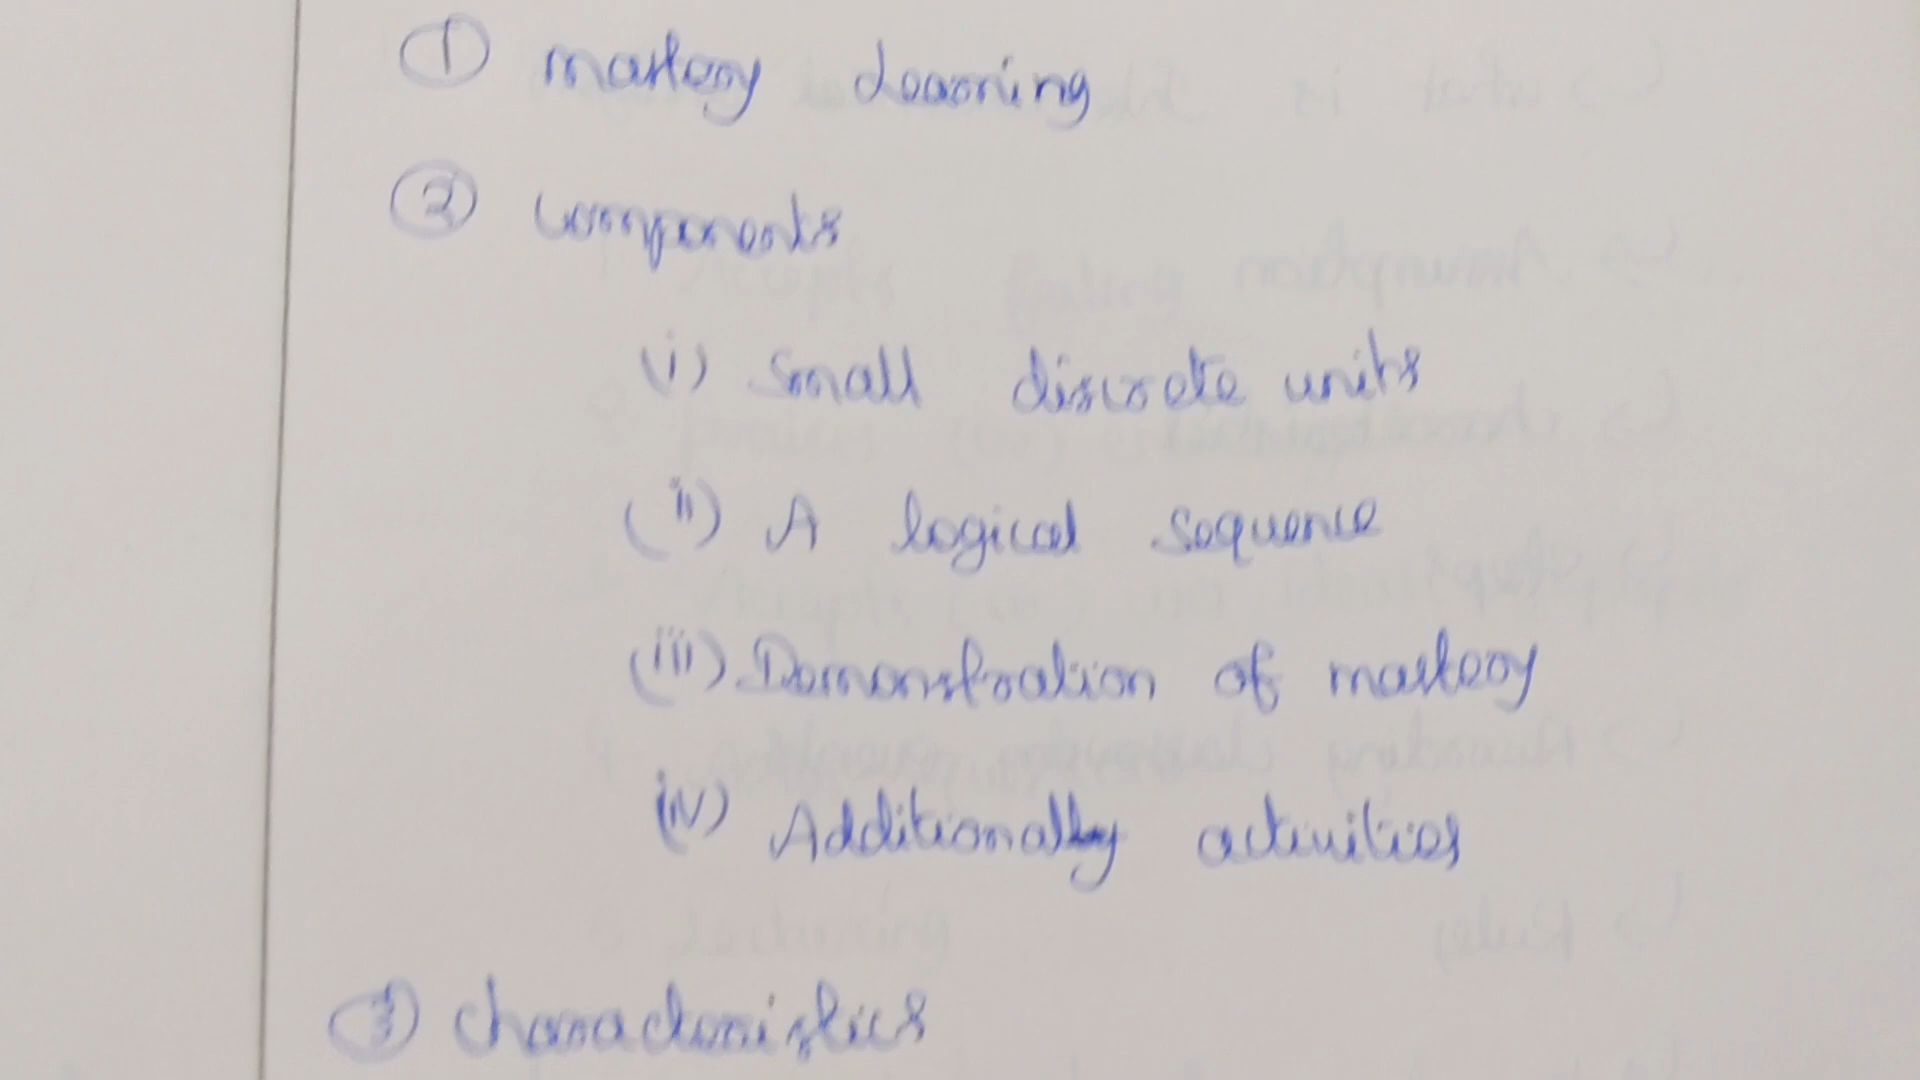 ① mastery Learning
② components
(i) Small discrete units
(ii) A logical sequence
(iii) Demonstration of mastery
(iv) Additionally activities
③ characteristics